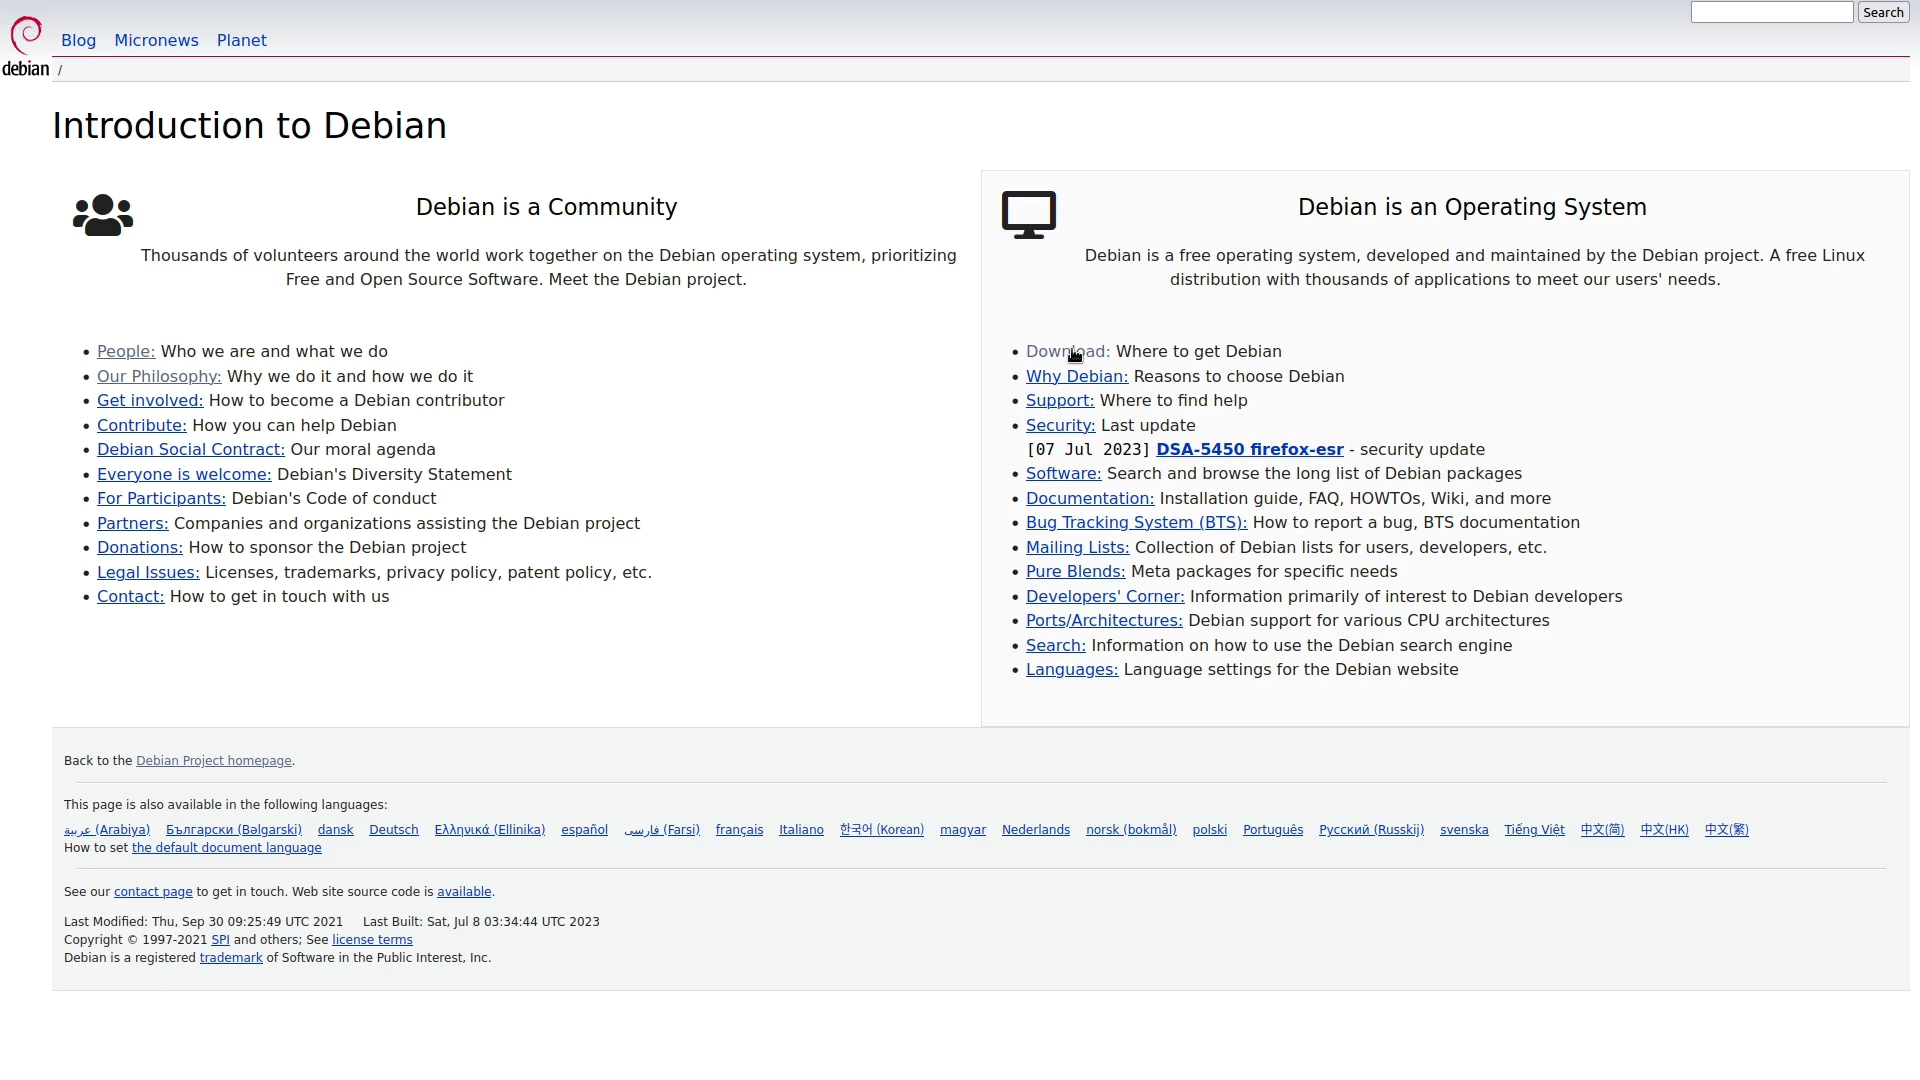 Search
Blog Micronews Planet
debian
/
Introduction to Debian
Debian is a Community
Thousands of volunteers around the world work together on the Debian operating system, prioritizing
Free and Open Source Software. Meet the Debian project.
People: Who we are and what we do
Our Philosophy: Why we do it and how we do it
Get involved: How to become a Debian contributor
Contribute: How you can help Debian
Debian Social Contract: Our moral agenda
Everyone is welcome: Debian's Diversity Statement
For Participants: Debian's Code of conduct
Partners: Companies and organizations assisting the Debian project
Donations: How to sponsor the Debian project
Legal Issues: Licenses, trademarks, privacy policy, patent policy, etc.
Contact: How to get in touch with us
Debian is an Operating System
Debian is a free operating system, developed and maintained by the Debian project. A free Linux
distribution with thousands of applications to meet our users' needs.
Download: Where to get Debian
Why Debian: Reasons to choose Debian
Support: Where to find help
Security: Last update
[07 Jul 2023] DSA-5450 firefox-esr - security update
Software: Search and browse the long list of Debian packages
Documentation: Installation guide, FAQ, HOWTOs, Wiki, and more
Bug Tracking System (BTS): How to report a bug, BTS documentation
Mailing Lists: Collection of Debian lists for users, developers, etc.
Pure Blends: Meta packages for specific needs
Developers' Corner: Information primarily of interest to Debian developers
Ports/Architectures: Debian support for various CPU architectures
Search: Information on how to use the Debian search engine
Languages: Language settings for the Debian website
Back to the Debian Project homepage.
This page is also available in the following languages:
عربية (Arabiya) Български (Bəlgarski) dansk Deutsch Ελληνικά (Ellinika) español فارسی (Farsi) français Italiano 한국어 (Korean) magyar Nederlands norsk (bokmål) polski Português Русский (Russkij) svenska Tiếng Việt 中文(简) 中文(HK) 中文(繁)
How to set the default document language
See our contact page to get in touch. Web site source code is available.
Last Modified: Thu, Sep 30 09:25:49 UTC 2021 Last Built: Sat, Jul 8 03:34:44 UTC 2023
Copyright © 1997-2021 SPI and others; See license terms
Debian is a registered trademark of Software in the Public Interest, Inc.